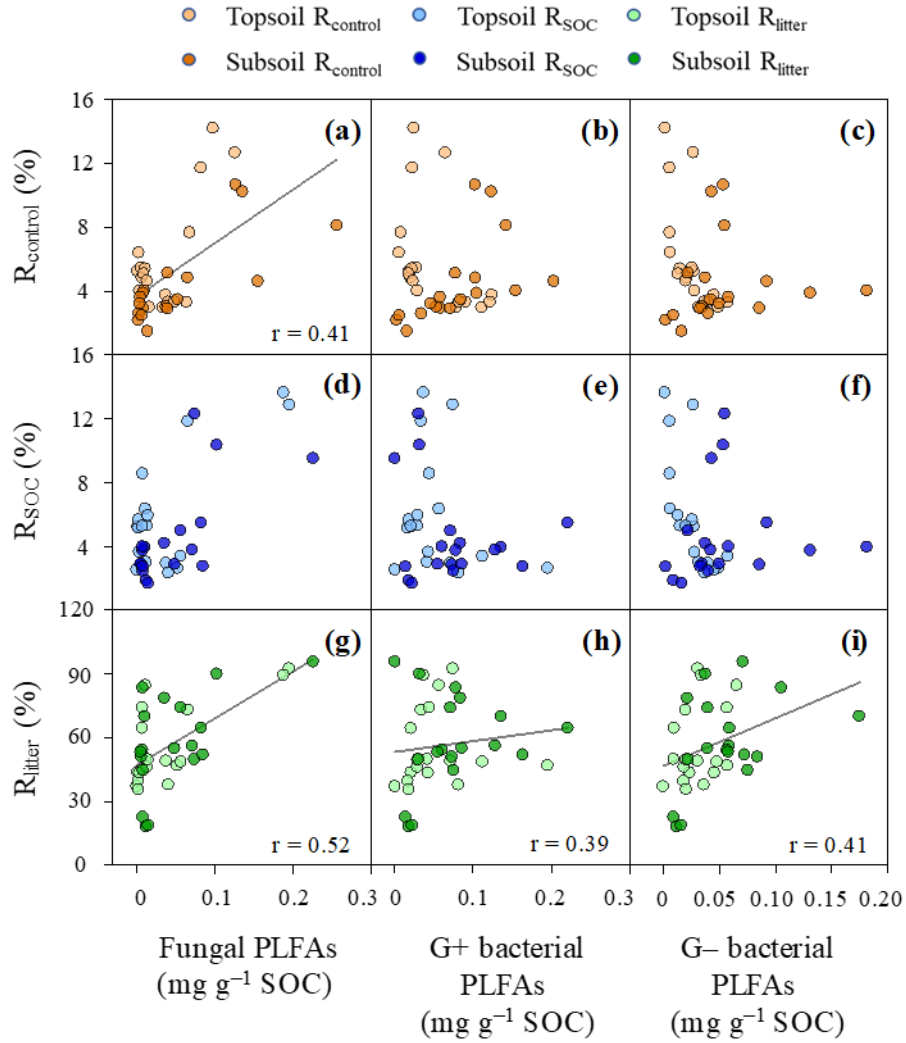 Topsoil Rcontrol Topsoil RSOC Topsoil Rlitter
Subsoil Rcontrol Subsoil RSOC Subsoil Rlitter
16
12
8
4
Rcontrol (%)
(a)
r = 0.41
(b)
(c)
16
12
8
4
RSOC (%)
(d)
(e)
(f)
120
90
60
30
0
Rlitter (%)
(g)
r = 0.52
(h)
r = 0.39
(i)
r = 0.41
0 0.1 0.2 0.3
0 0.1 0.2 0.3
0 0.05 0.10 0.15 0.20
Fungal PLFAs
(mg g⁻¹ SOC)
G+ bacterial
PLFAs
(mg g⁻¹ SOC)
G– bacterial
PLFAs
(mg g⁻¹ SOC)